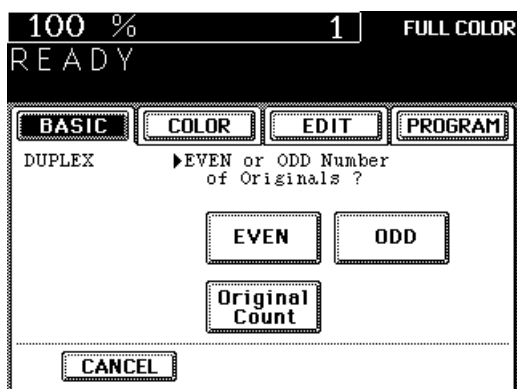 100 % 1 FULL COLOR
READY
BASIC COLOR EDIT PROGRAM
DUPLEX ▶EVEN or ODD Number
of Originals ?
EVEN ODD
Original
Count
CANCEL